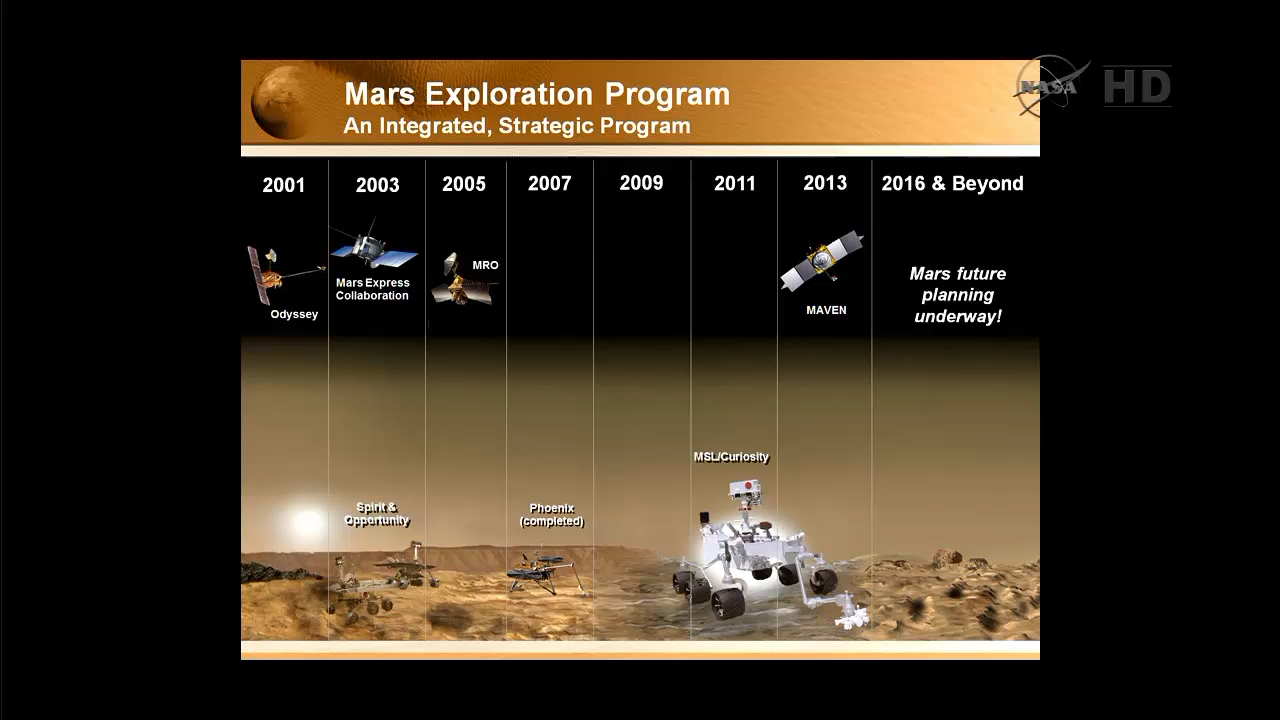 Mars Exploration Program
An Integrated, Strategic Program
NASA
HD
2001
2003
2005
2007
2009
2011
2013
2016 & Beyond
Odyssey
Mars Express
Collaboration
MRO
MAVEN
Mars future
planning
underway!
MSL/Curiosity
Spirit &
Opportunity
Phoenix
(completed)